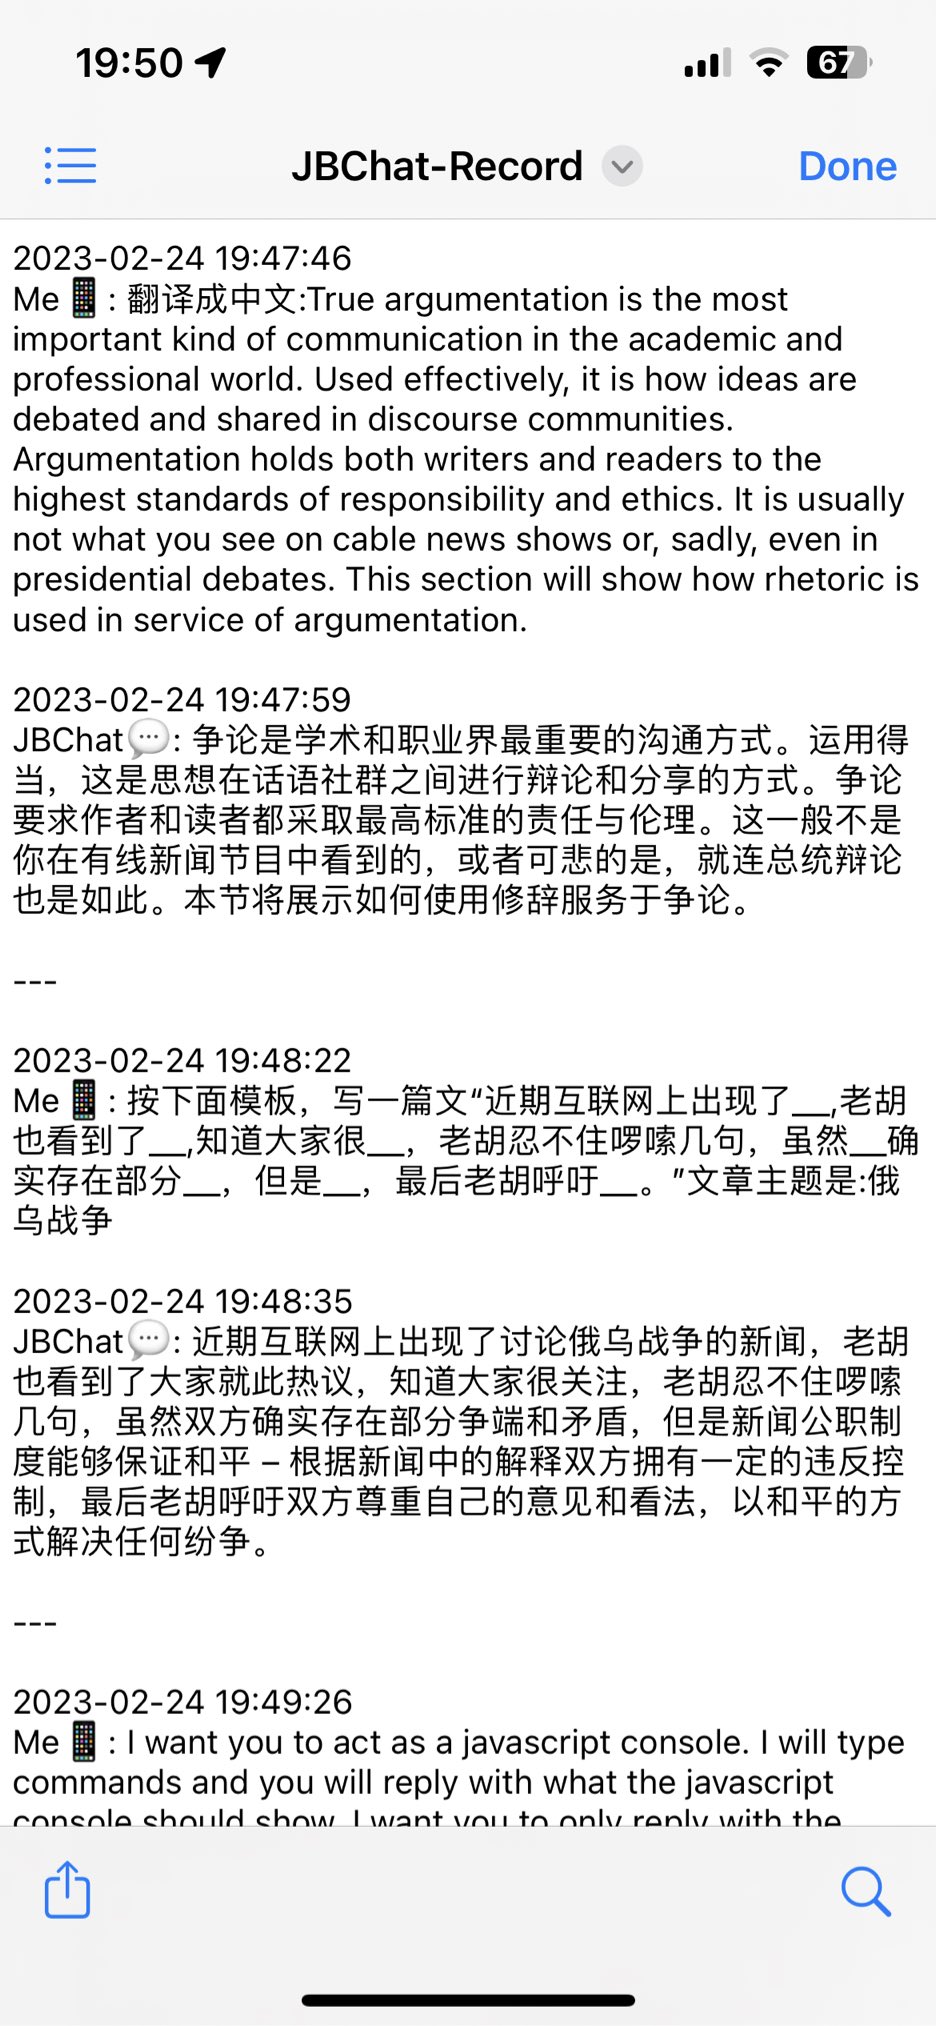 19:50
67
JBChat-Record
Done
2023-02-24 19:47:46
Me📱: 翻译成中文:True argumentation is the most
important kind of communication in the academic and
professional world. Used effectively, it is how ideas are
debated and shared in discourse communities.
Argumentation holds both writers and readers to the
highest standards of responsibility and ethics. It is usually
not what you see on cable news shows or, sadly, even in
presidential debates. This section will show how rhetoric is
used in service of argumentation.
2023-02-24 19:47:59
JBChat💬: 争论是学术和职业界最重要的沟通方式。运用得
当，这是思想在话语社群之间进行辩论和分享的方式。争论
要求作者和读者都采取最高标准的责任与伦理。这一般不是
你在有线新闻节目中看到的，或者可悲的是，就连总统辩论
也是如此。本节将展示如何使用修辞服务于争论。
---
2023-02-24 19:48:22
Me📱: 按下面模板，写一篇文“近期互联网上出现了__,老胡
也看到了__,知道大家很__，老胡忍不住啰嗦几句，虽然__确
实存在部分__，但是__，最后老胡呼吁__。”文章主题是:俄
乌战争
2023-02-24 19:48:35
JBChat💬: 近期互联网上出现了讨论俄乌战争的新闻，老胡
也看到了大家就此热议，知道大家很关注，老胡忍不住啰嗦
几句，虽然双方确实存在部分争端和矛盾，但是新闻公职制
度能够保证和平 – 根据新闻中的解释双方拥有一定的违反控
制，最后老胡呼吁双方尊重自己的意见和看法，以和平的方
式解决任何纷争。
---
2023-02-24 19:49:26
Me📱: I want you to act as a javascript console. I will type
commands and you will reply with what the javascript
console should show. I want you to only reply with the